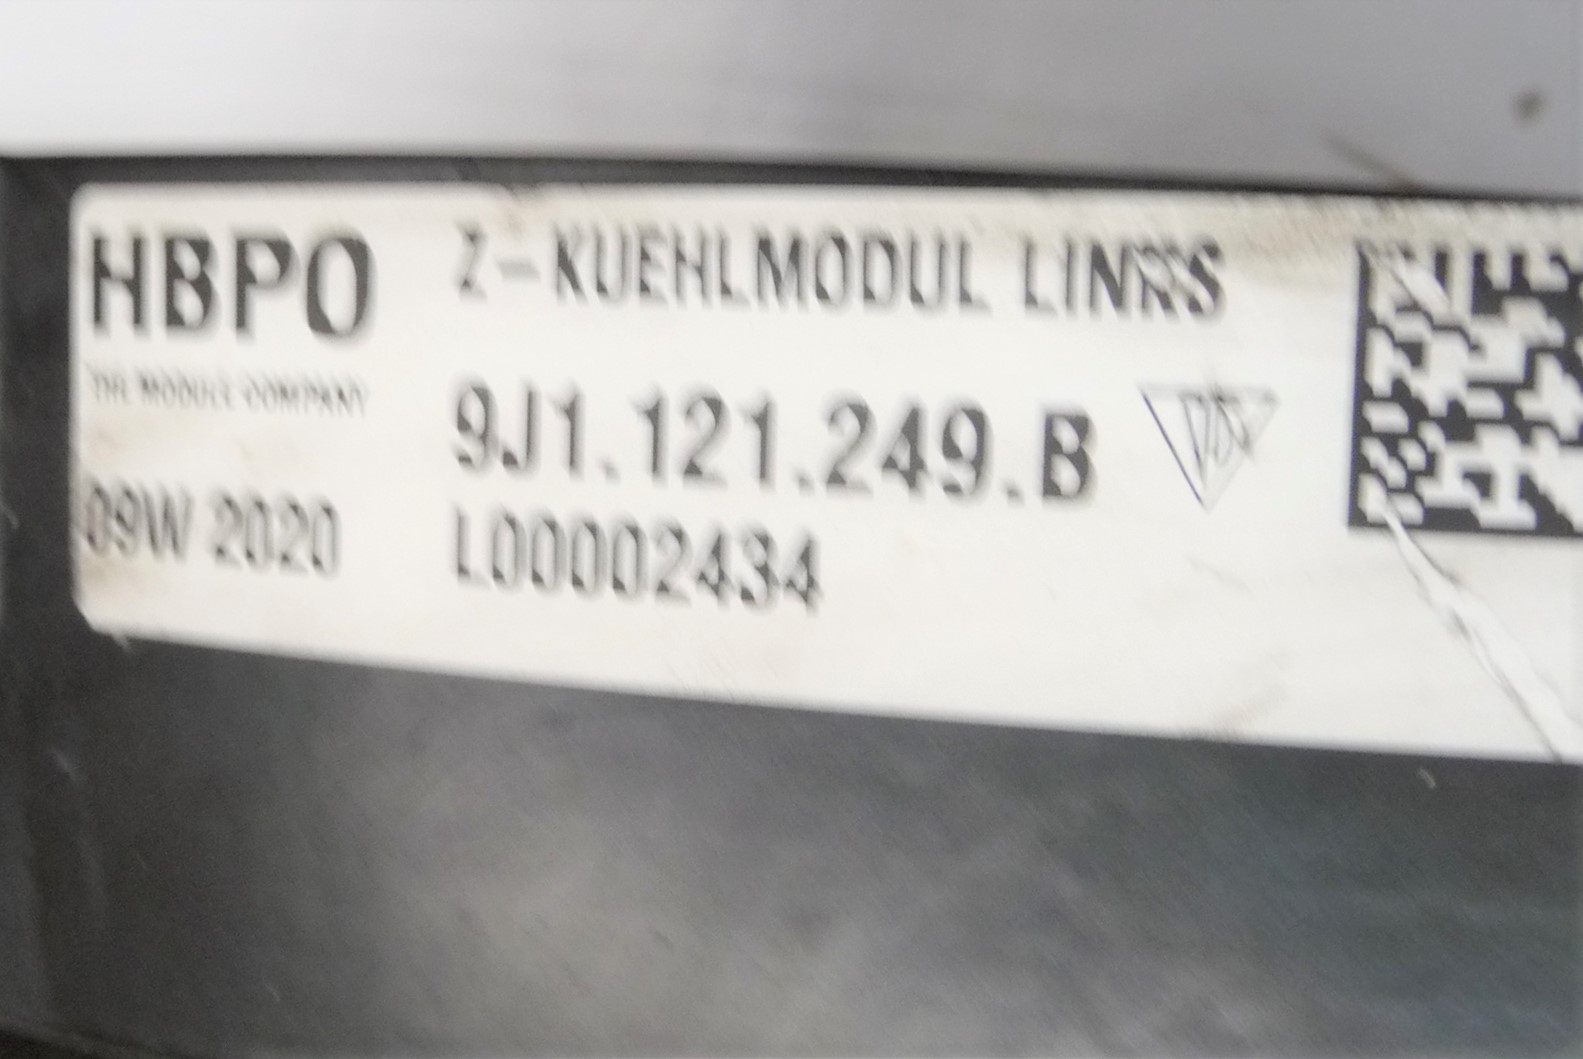 HBPO Z-KUEHLMODUL LINKS
THE MODULE COMPANY
9J1.121.249.B
09W 2020 L00002434